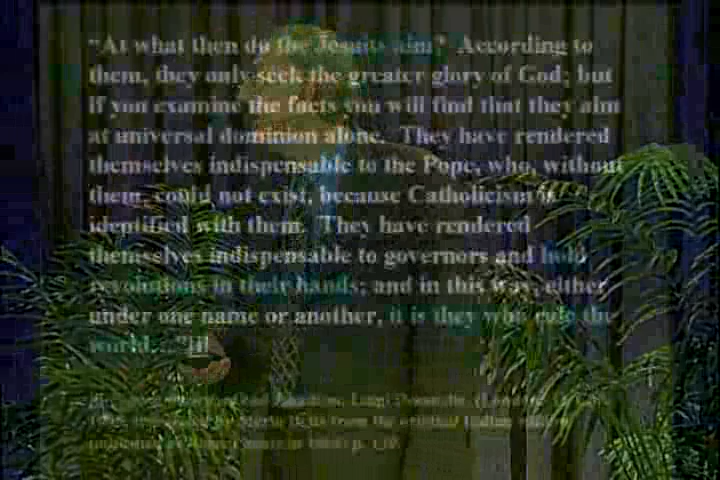 "At what then do the Jesuits aim? According to
them, they only seek the greater glory of God; but
if you examine the facts you will find that they aim
at universal dominion alone. They have rendered
themselves indispensable to the Pope, who, without
them, could not exist, because Catholicism is
identified with them. They have rendered
themselves indispensable to governors and hold
revolutions in their hands; and in this way, either
under one name or another, it is they who rule the
world..."
from the original Italian